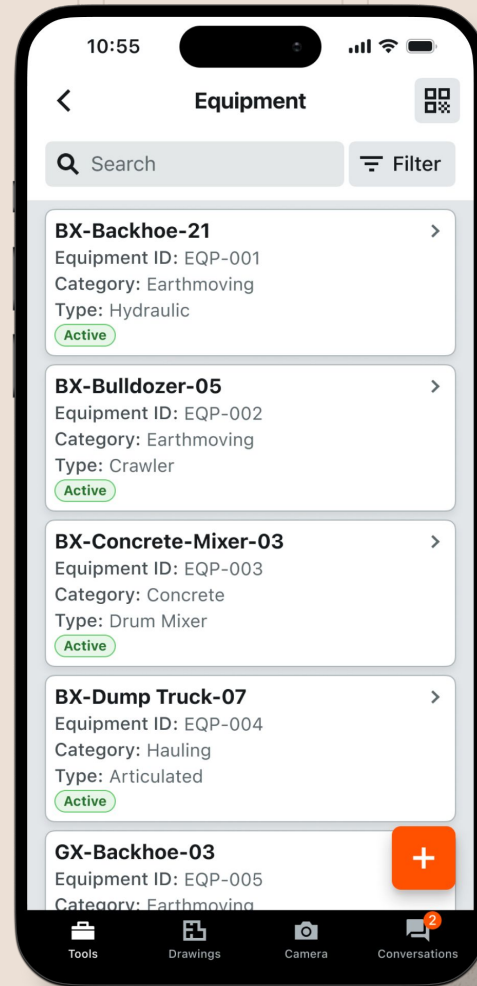 10:55
Equipment
Search
Filter
BX-Backhoe-21
Equipment ID: EQP-001
Category: Earthmoving
Type: Hydraulic
Active
BX-Bulldozer-05
Equipment ID: EQP-002
Category: Earthmoving
Type: Crawler
Active
BX-Concrete-Mixer-03
Equipment ID: EQP-003
Category: Concrete
Type: Drum Mixer
Active
BX-Dump Truck-07
Equipment ID: EQP-004
Category: Hauling
Type: Articulated
Active
GX-Backhoe-03
+
Equipment ID: EQP-005
Category: Earthmoving
2
Tools Drawings Camera Conversations